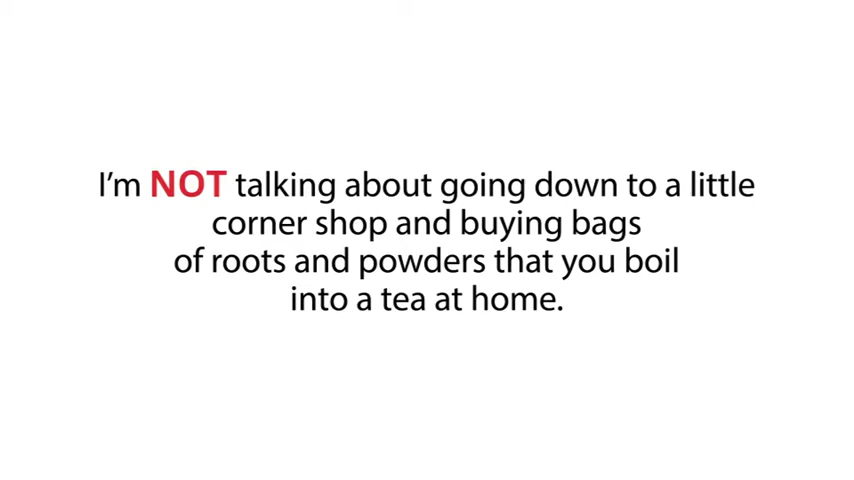 I'm NOT talking about going down to a little
corner shop and buying bags
of roots and powders that you boil
into a tea at home.